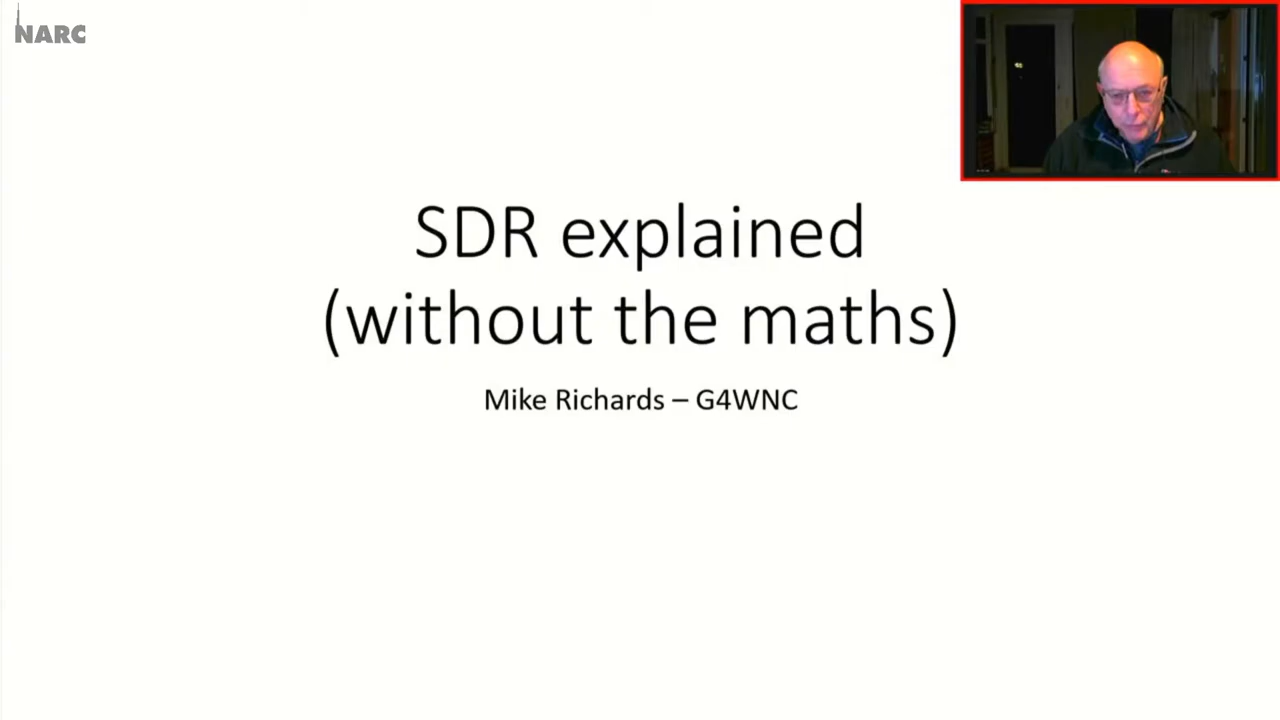 NARC
SDR explained
(without the maths)
Mike Richards – G4WNC